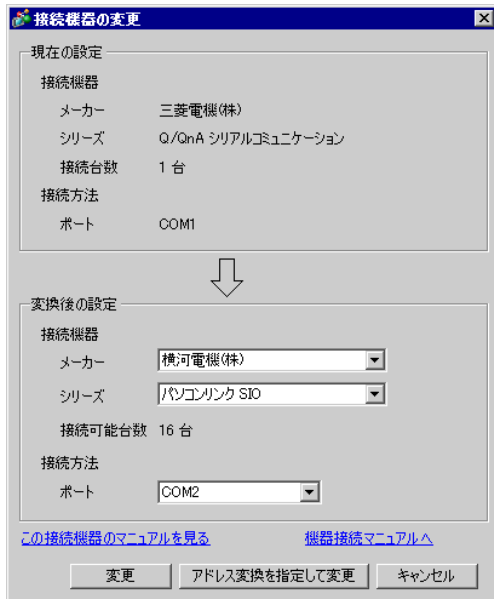 接続機器の変更
現在の設定
接続機器
メーカー 三菱電機(株)
シリーズ Q/QnA シリアルコミュニケーション
接続台数 1 台
接続方法
ポート COM1
変換後の設定
接続機器
メーカー 横河電機(株)
シリーズ パソコンリンク SIO
接続可能台数 16 台
接続方法
ポート COM2
この接続機器のマニュアルを見る 機器接続マニュアルへ
変更 アドレス変換を指定して変更 キャンセル